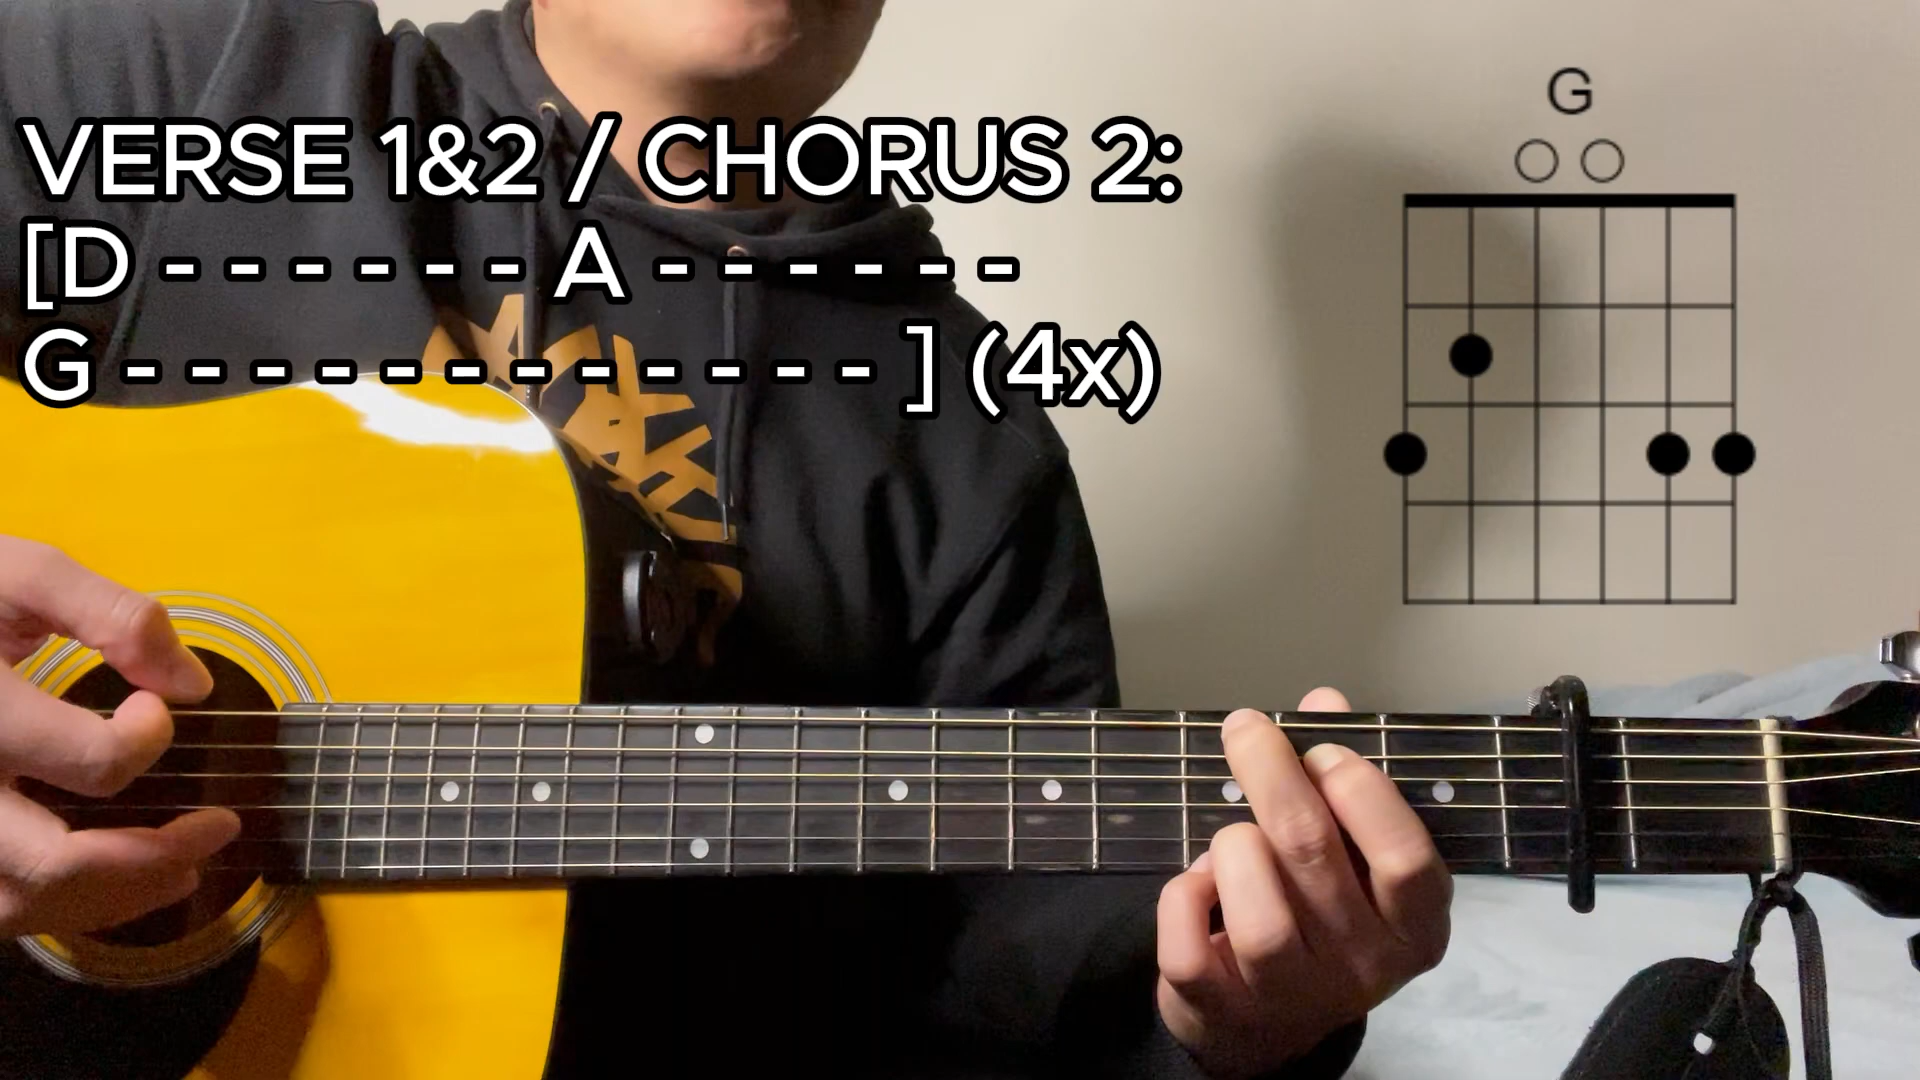 VERSE 1&2 / CHORUS 2:
[D - - - - - - A - - - - - -
G - - - - - - - - - - - - ] (4x)
G